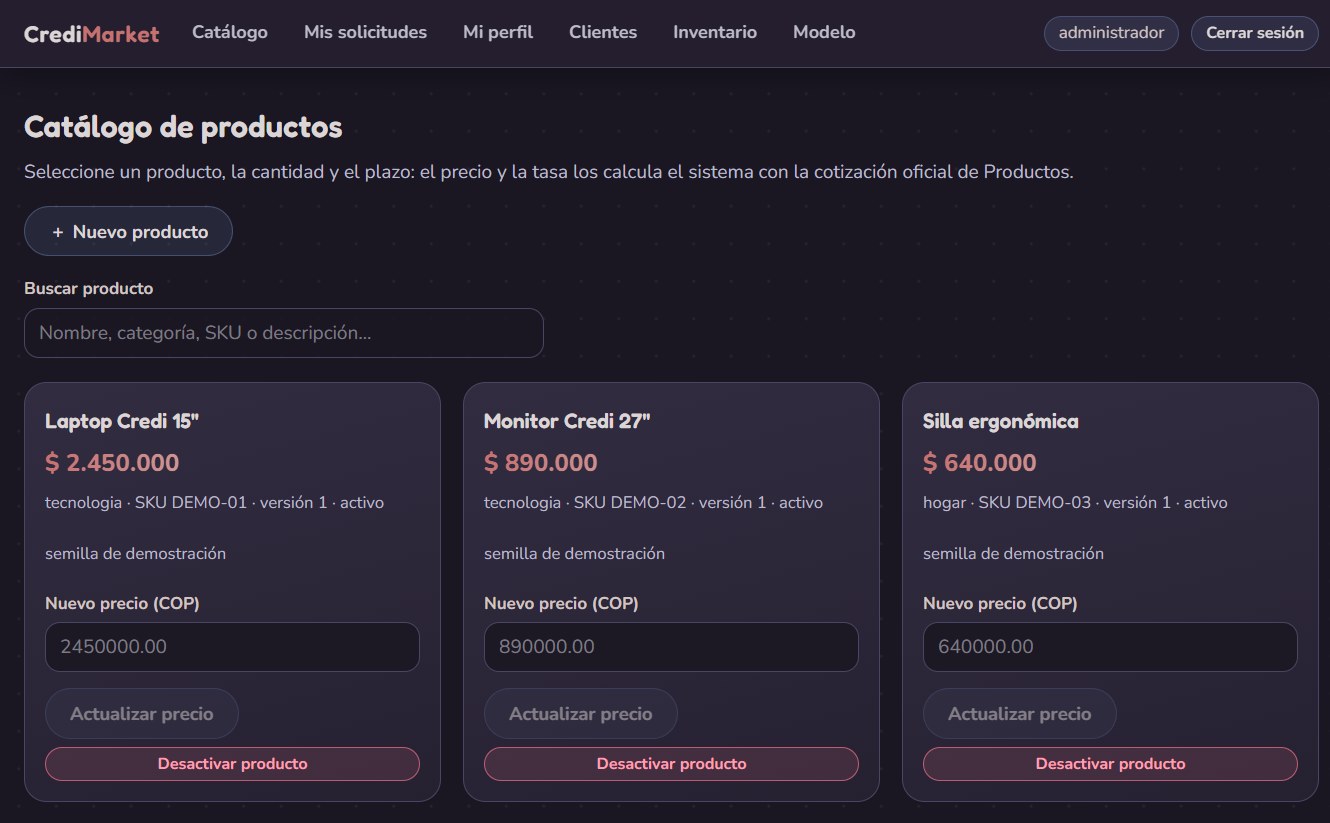 CrediMarket Catálogo Mis solicitudes Mi perfil Clientes Inventario Modelo administrador Cerrar sesión
Catálogo de productos
Seleccione un producto, la cantidad y el plazo: el precio y la tasa los calcula el sistema con la cotización oficial de Productos.
+ Nuevo producto
Buscar producto
Nombre, categoría, SKU o descripción...
Laptop Credi 15"
$ 2.450.000
tecnologia · SKU DEMO-01 · versión 1 · activo
semilla de demostración
Nuevo precio (COP)
2450000.00
Actualizar precio
Desactivar producto
Monitor Credi 27"
$ 890.000
tecnologia · SKU DEMO-02 · versión 1 · activo
semilla de demostración
Nuevo precio (COP)
890000.00
Actualizar precio
Desactivar producto
Silla ergonómica
$ 640.000
hogar · SKU DEMO-03 · versión 1 · activo
semilla de demostración
Nuevo precio (COP)
640000.00
Actualizar precio
Desactivar producto